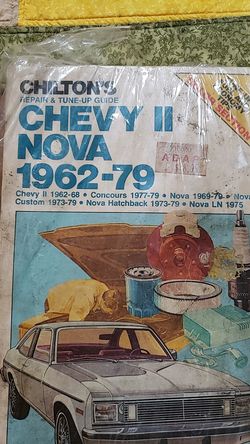 CHILTON'S
REPAIR & TUNE-UP GUIDE
CHEVY II
NOVA
1962-79
ADAP
Chevy II 1962-68 • Concours 1977-79 • Nova 1969-79 • Nova
Custom 1973-79 • Nova Hatchback 1973-79 • Nova LN 1975